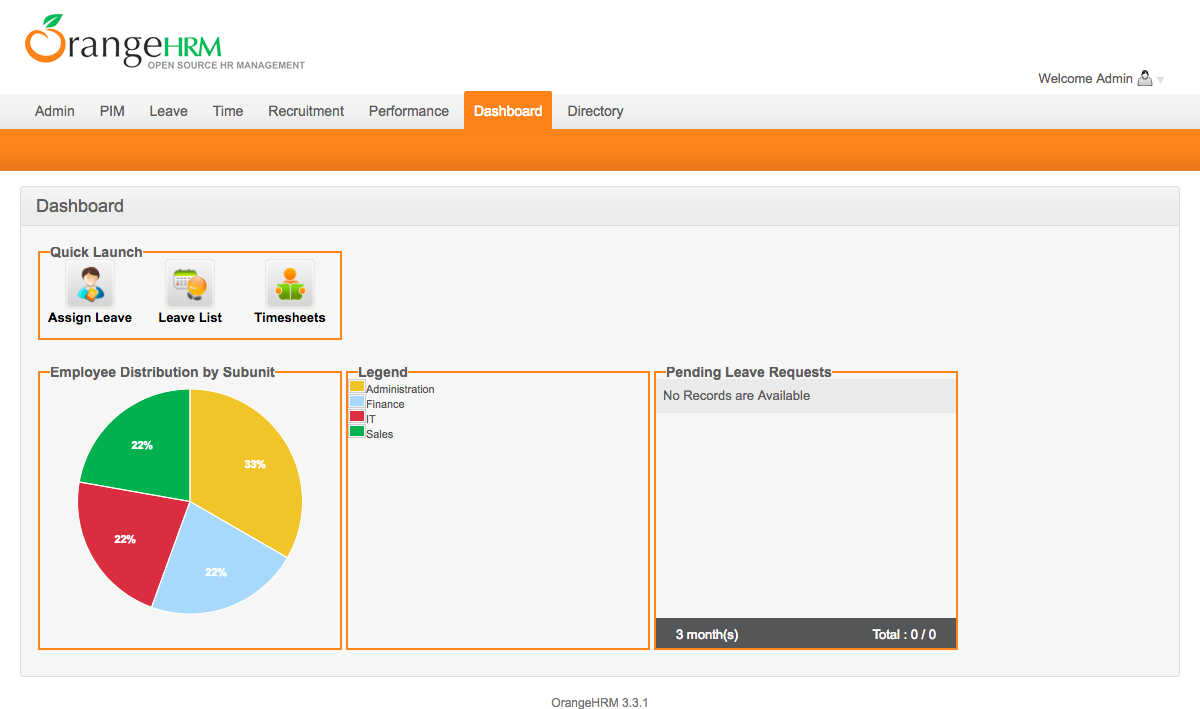 OrangeHRM
OPEN SOURCE HR MANAGEMENT
Welcome Admin
Admin PIM Leave Time Recruitment Performance Dashboard Directory
Dashboard
Quick Launch
Assign Leave Leave List Timesheets
Employee Distribution by Subunit
22%
33%
22%
22%
Legend
Administration
Finance
IT
Sales
Pending Leave Requests
No Records are Available
3 month(s) Total : 0 / 0
OrangeHRM 3.3.1